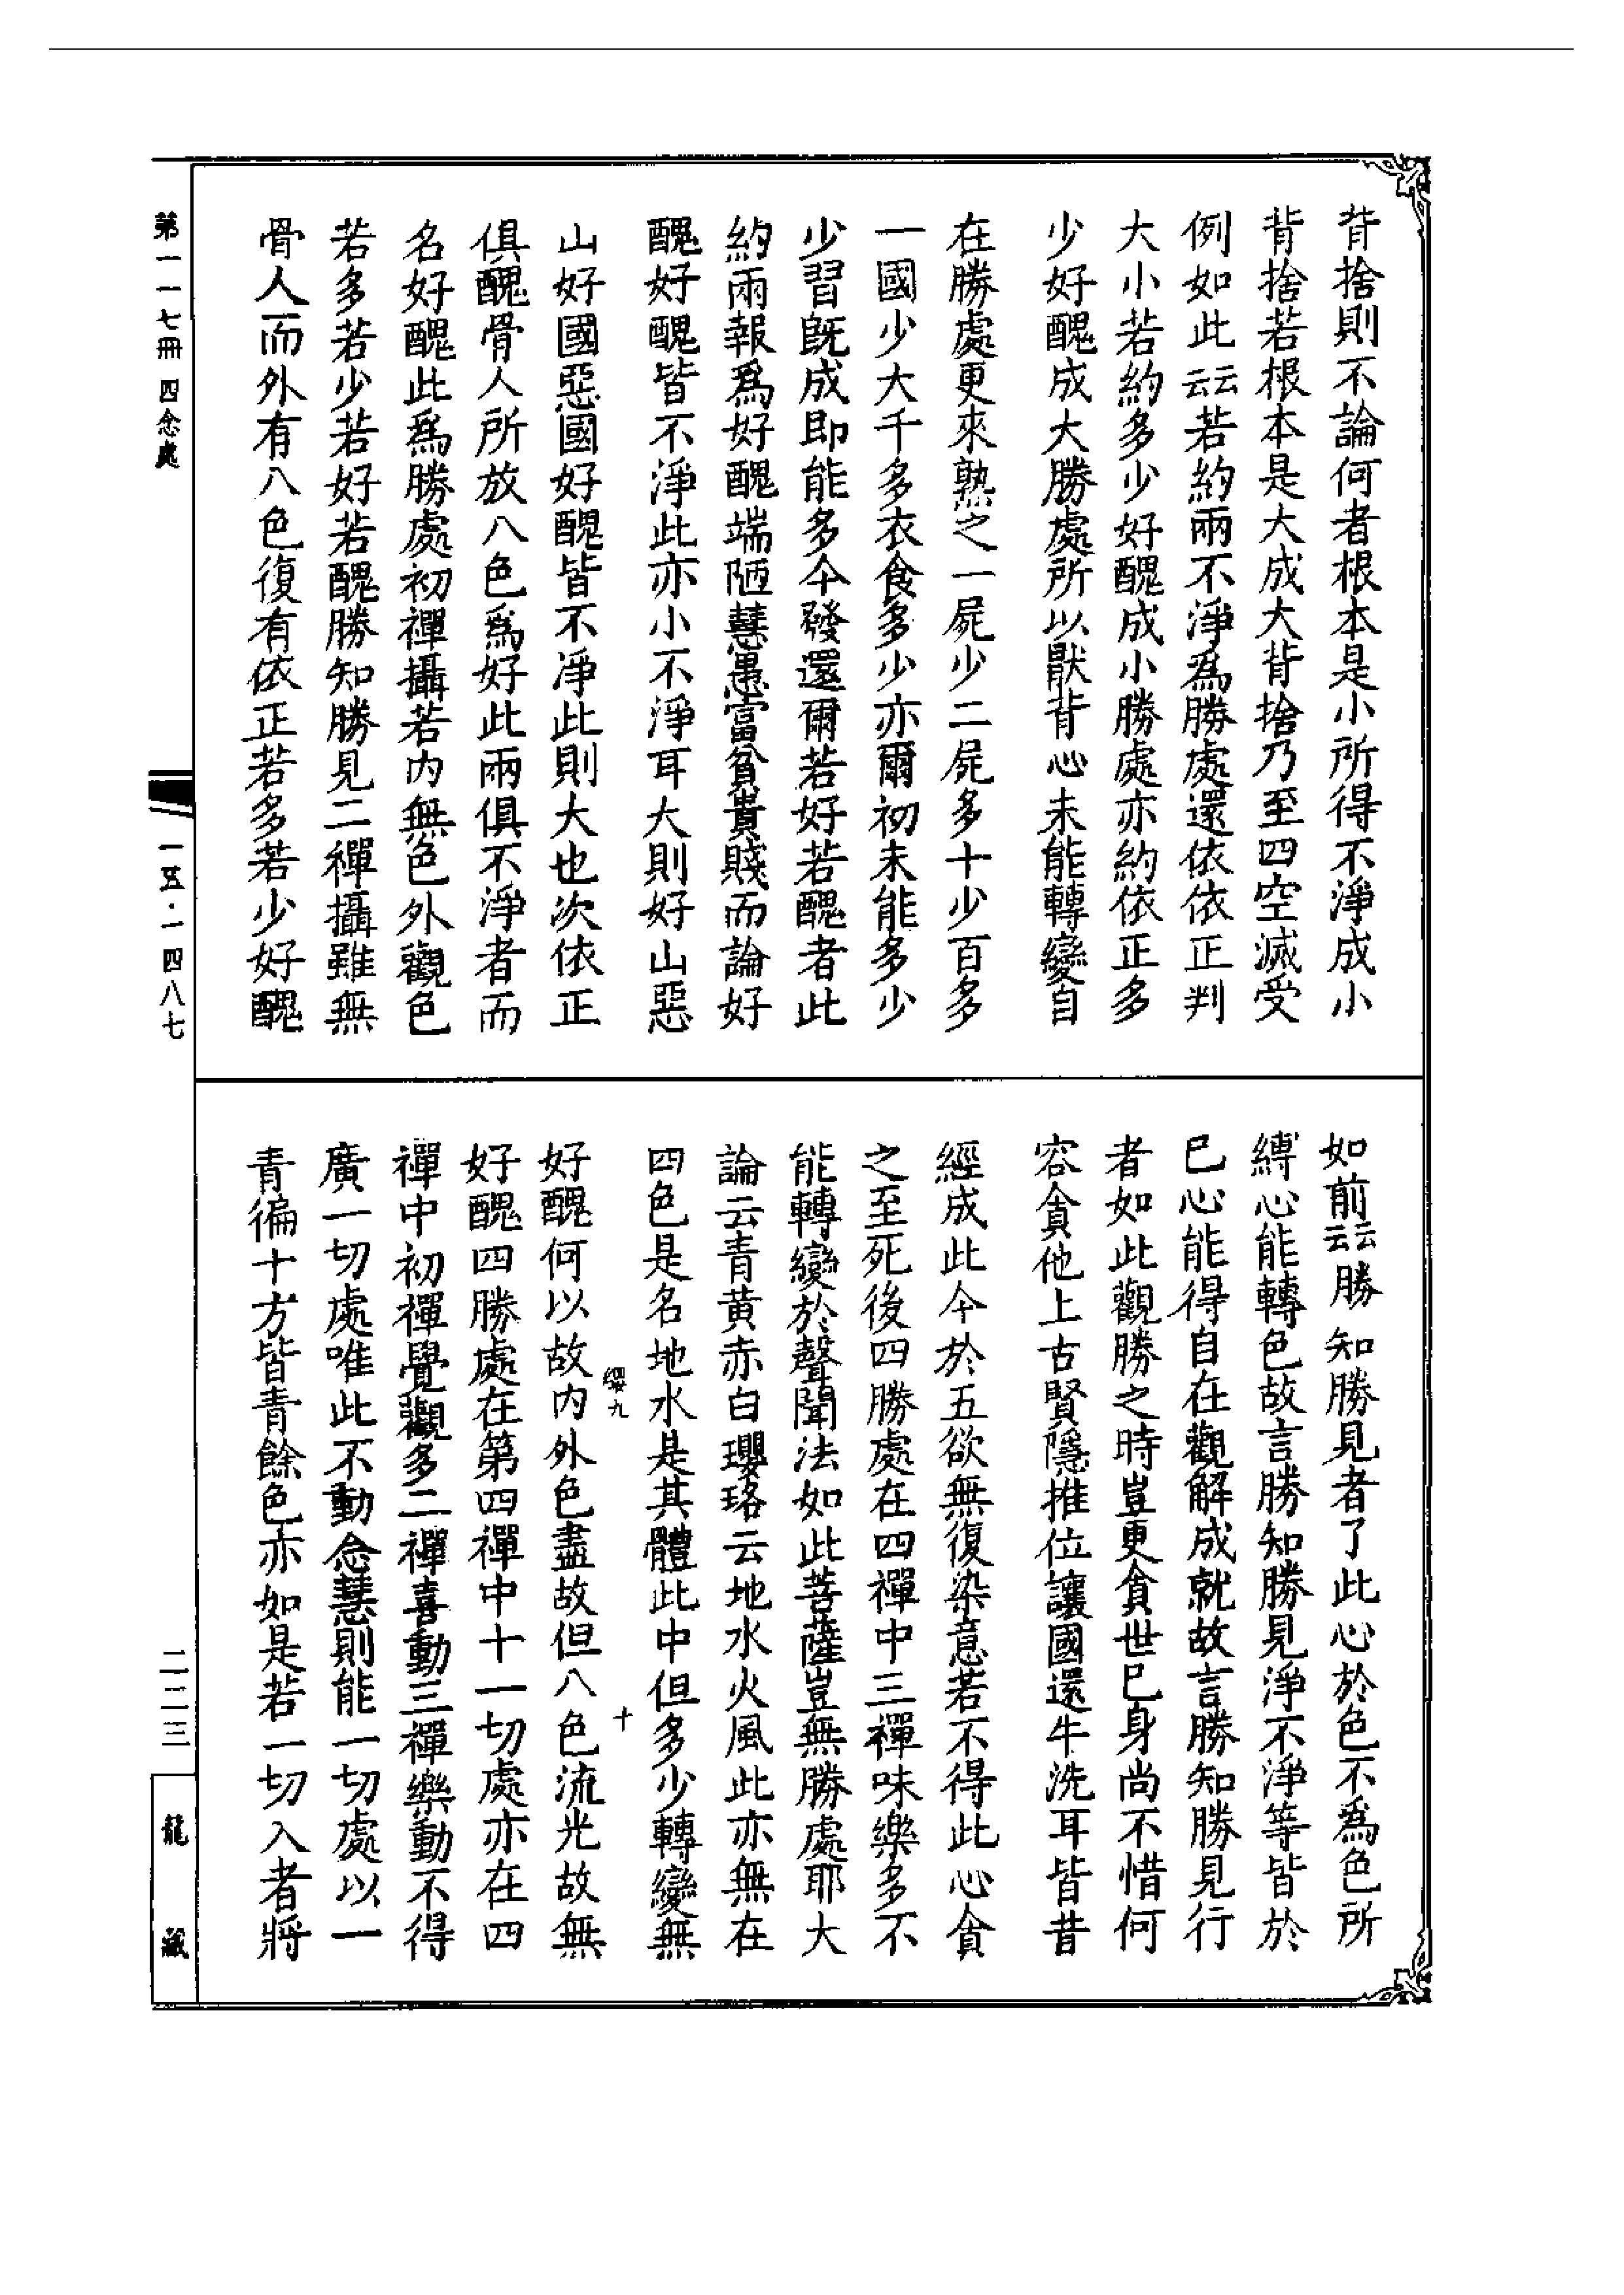 背捨則不論何者根本是小所得不淨成小
背捨若根本是大成大背捨乃至四空滅受
例如此云云若約兩不淨爲勝處還依依正判
大小若約多少好醜成小勝處亦約依正多
少好醜成大勝處所以厭背心未能轉變自
在勝處更來熟之一屍少二屍多十少百多
一國少大千多衣食多少亦爾初未能多少
少習既成即能多今發還爾若好若醜者此
約兩報爲好醜端陋慧愚富貧貴賤而論好
醜好醜皆不淨此亦小不淨耳大則好山惡
山好國惡國好醜皆不淨此則大也次依正
俱醜骨人所放八色爲好此兩俱不淨者而
名好醜此爲勝處初禪攝若內無色外觀色
若多若少若好若醜勝知勝見二禪攝雖無
骨人而外有八色復有依正若多若少好醜
如前云云勝知勝見者了此心於色不爲色所
縛心能轉色故言勝知勝見淨不淨等皆於
已心能得自在觀解成就故言勝知勝見行
者如此觀勝之時豈更貪世已身尚不惜何
容貪他上古賢隱推位讓國還牛洗耳皆昔
經成此今於五欲無復染意若不得此心貪
之至死後四勝處在四禪中三禪味樂多不
能轉變於聲聞法如此菩薩豈無勝處耶大
論云青黃赤白瓔珞云地水火風此亦無在
四色是名地水是其體此中但多少轉變無
好醜何以故內外色盡故但八色流光故無
好醜四勝處在第四禪中十一切處亦在四
禪中初禪覺觀多二禪喜動三禪樂動不得
廣一切處唯此不動念慧則能一切處以一
青徧十方皆青青餘色亦如是若一切入者將
纓九
十
第一一七冊 四念處
一五·一四八七
二二三
龍藏